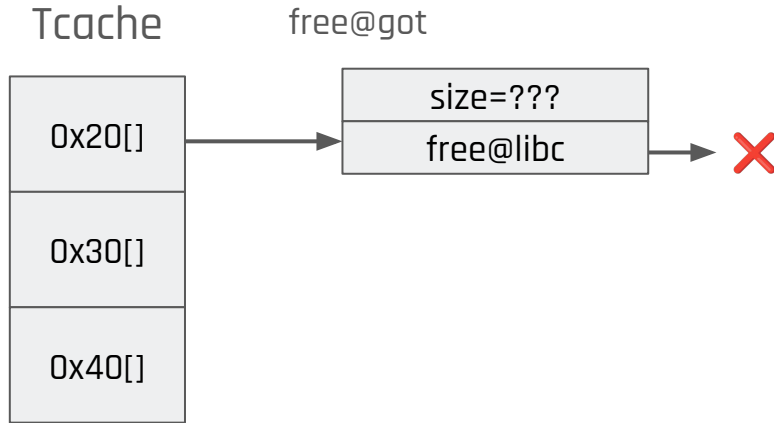 Tcache
free@got
size=???
free@libc
0x20[]
0x30[]
0x40[]